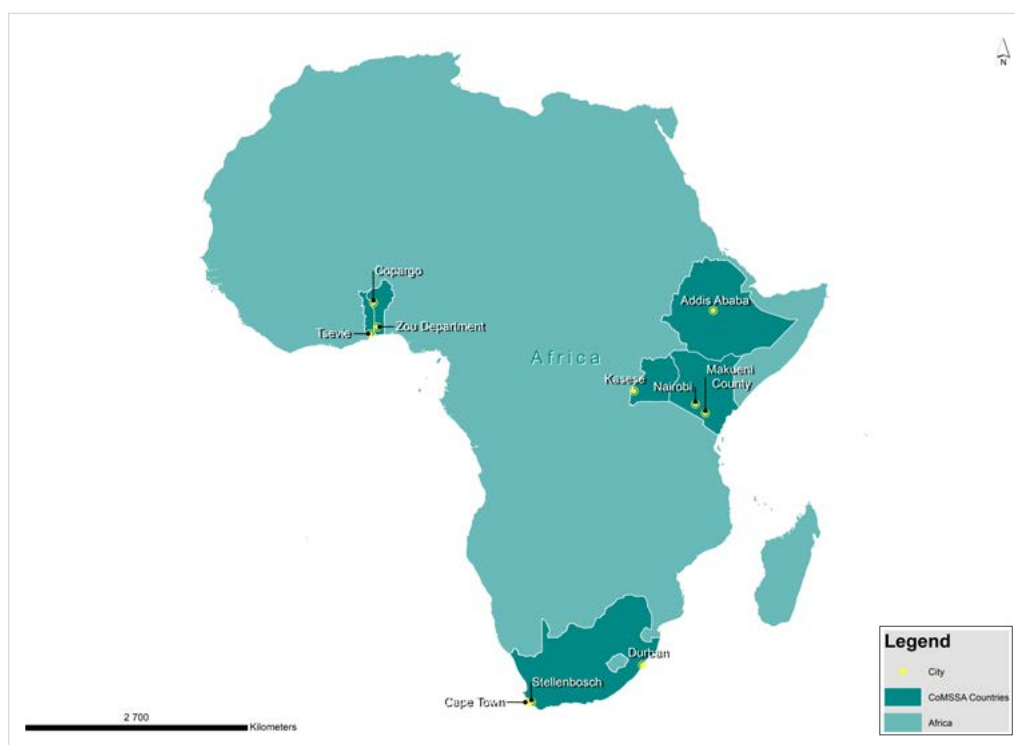 N
Copargo
Tsevie
Zou Department
Addis Ababa
Africa
Makueni
County
Kasese
Nairobi
Durban
Stellenbosch
Cape Town
2 700
Kilometers
Legend
City
CoMSSA Countries
Africa